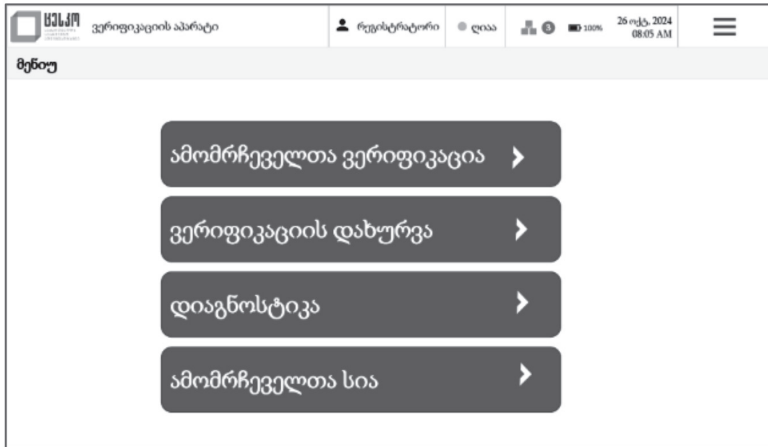 ცესკო
ვერიფიკაციის აპარატი
რეგისტრატორი
ღიაა
3
100%
26 ოქტ, 2024
08:05 AM
მენიუ
ამომრჩეველთა ვერიფიკაცია
ვერიფიკაციის დახურვა
დიაგნოსტიკა
ამომრჩეველთა სია